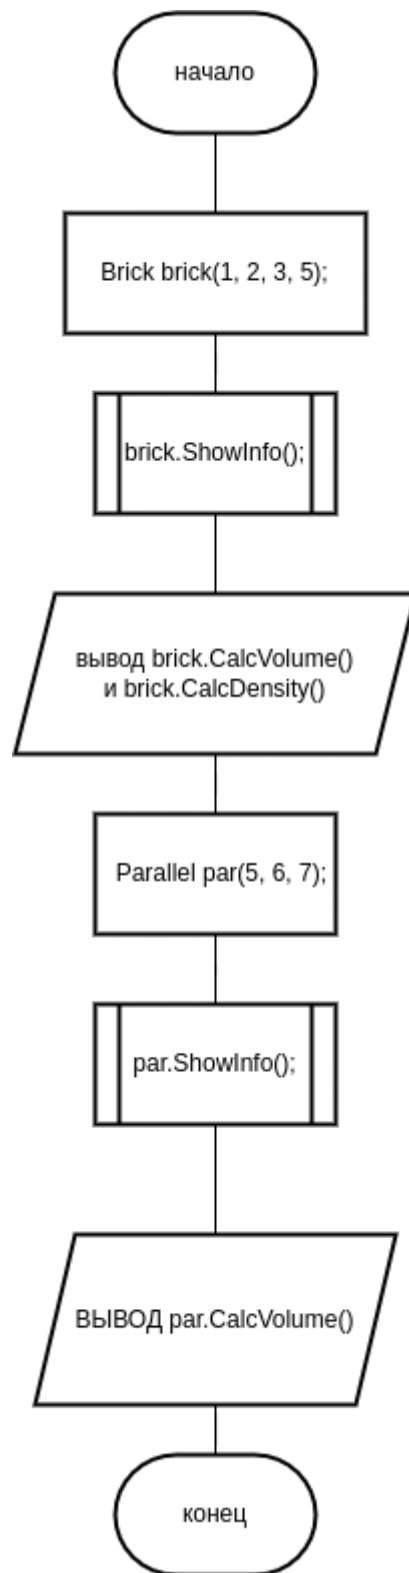 начало
Brick brick(1, 2, 3, 5);
brick.ShowInfo();
вывод brick.CalcVolume()
и brick.CalcDensity()
Parallel par(5, 6, 7);
par.ShowInfo();
ВЫВОД par.CalcVolume()
конец